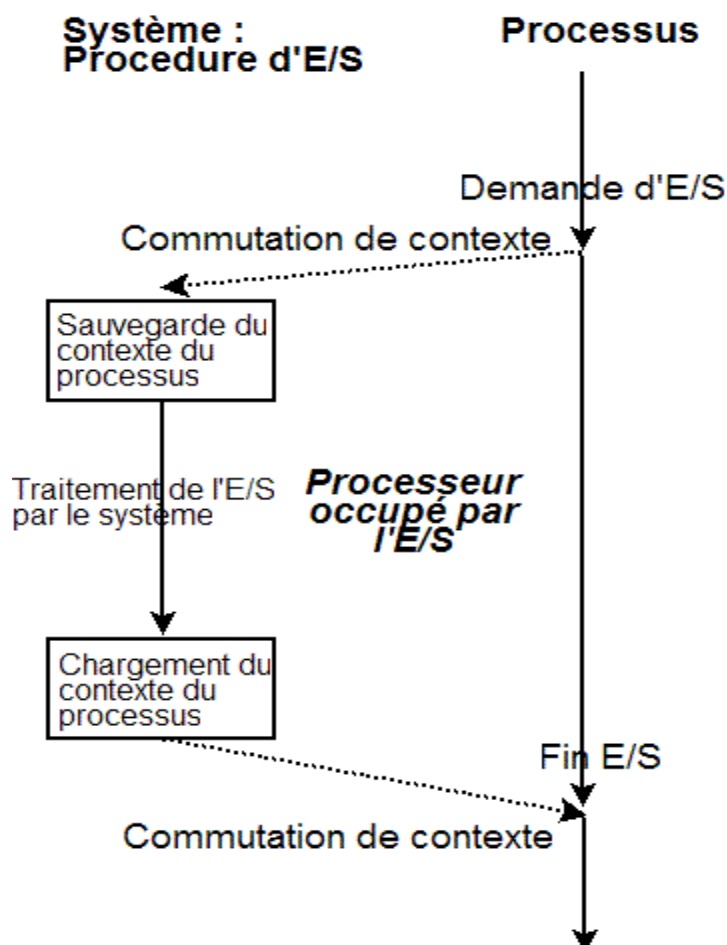 Système :
Procedure d'E/S
Processus
Demande d'E/S
Commutation de contexte
Sauvegarde du
contexte du
processus
Traitement de l'E/S
par le système
Processeur
occupé par
l'E/S
Chargement du
contexte du
processus
Fin E/S
Commutation de contexte